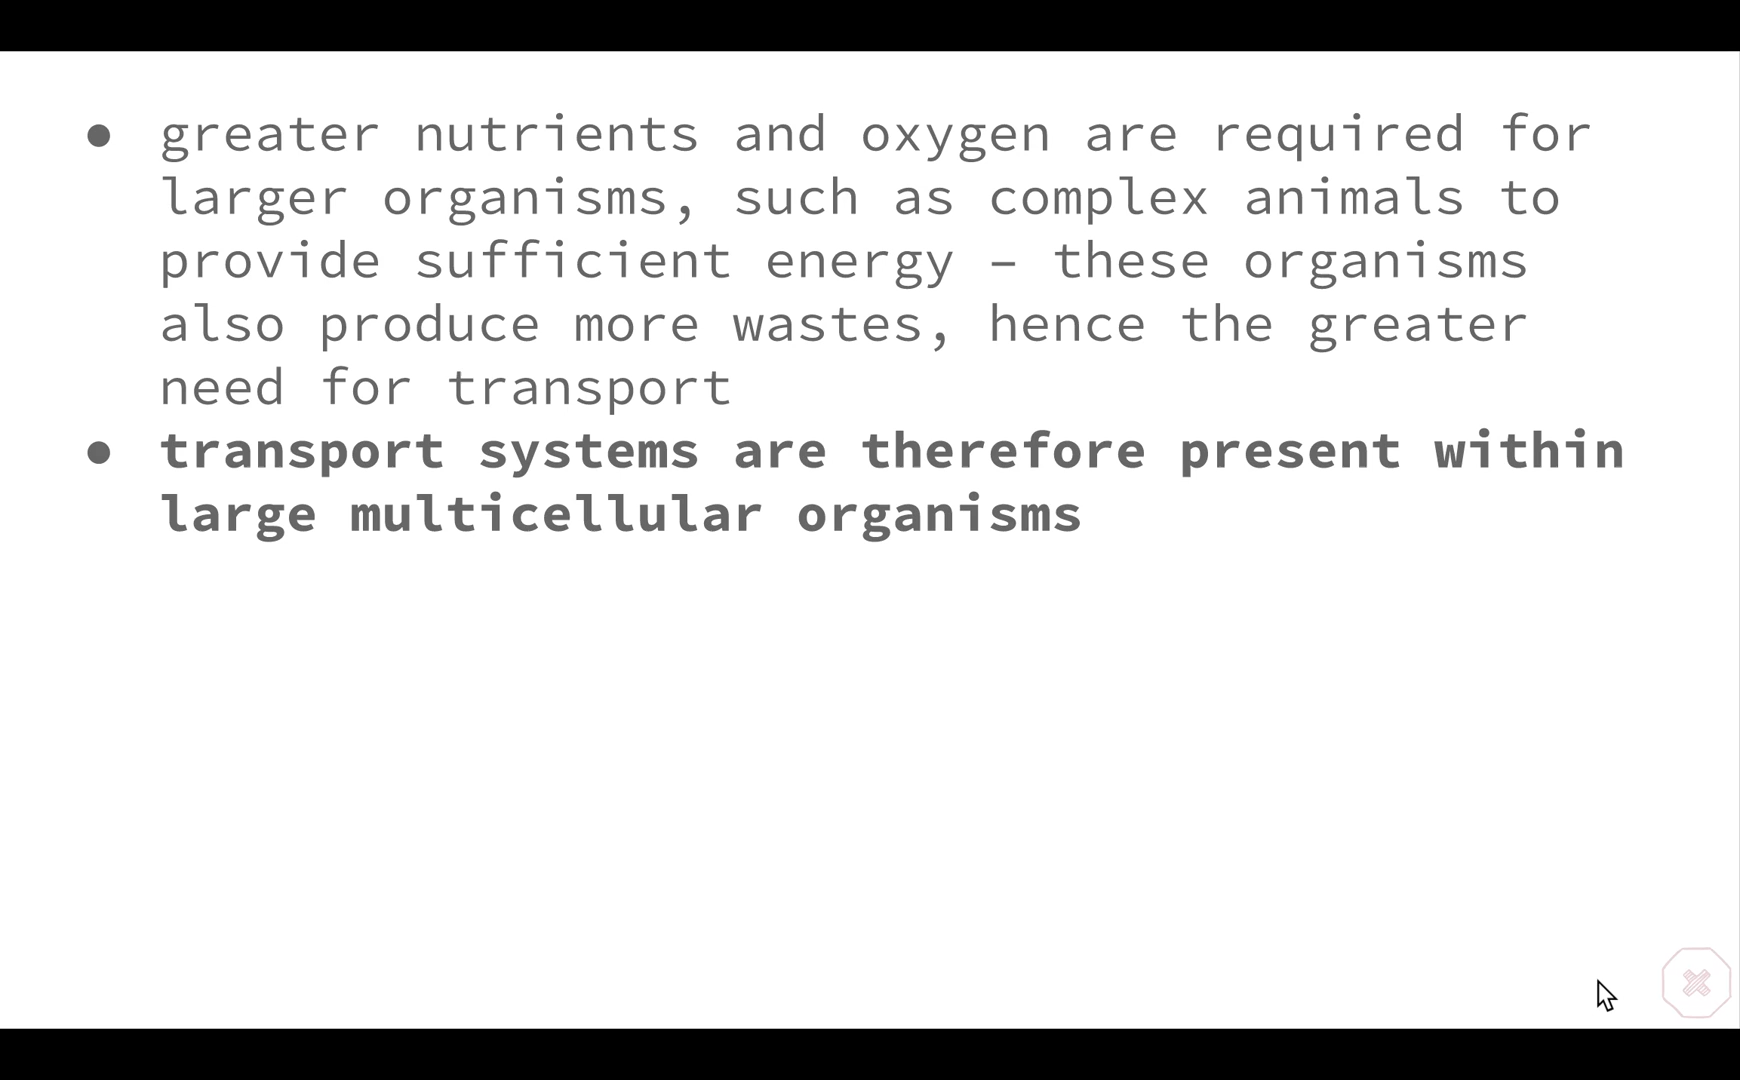 ● greater nutrients and oxygen are required for
larger organisms, such as complex animals to
provide sufficient energy – these organisms
also produce more wastes, hence the greater
need for transport
● transport systems are therefore present within
large multicellular organisms